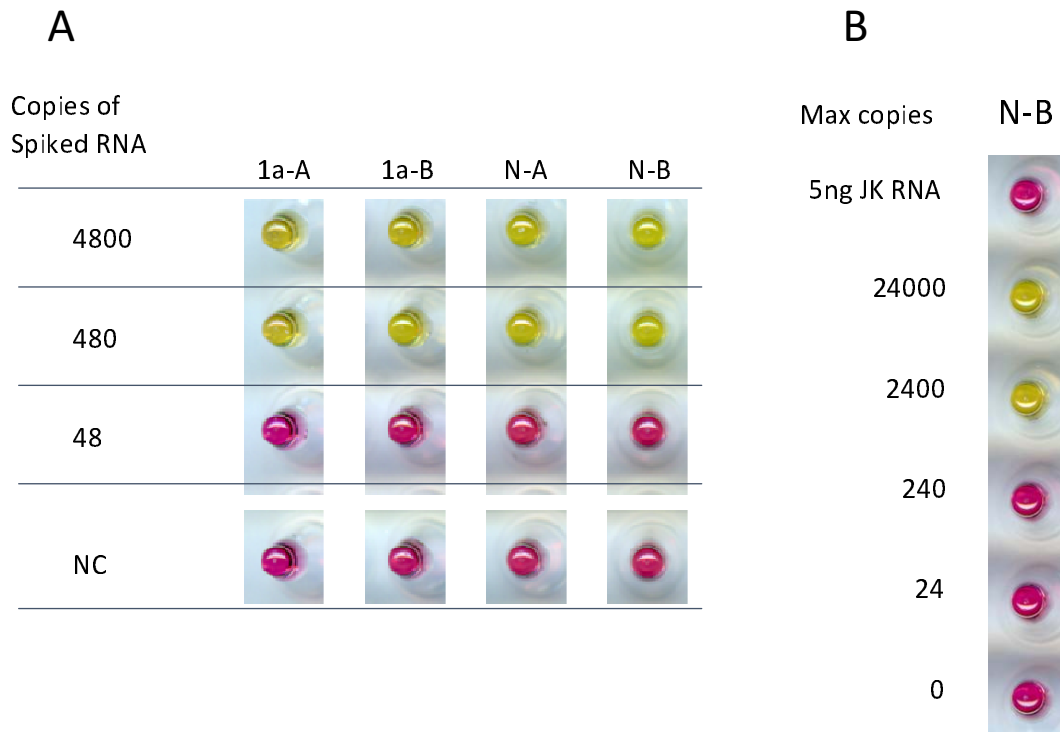 A
Copies of
Spiked RNA
1a-A 1a-B N-A N-B
4800
480
48
NC
B
Max copies N-B
5ng JK RNA
24000
2400
240
24
0